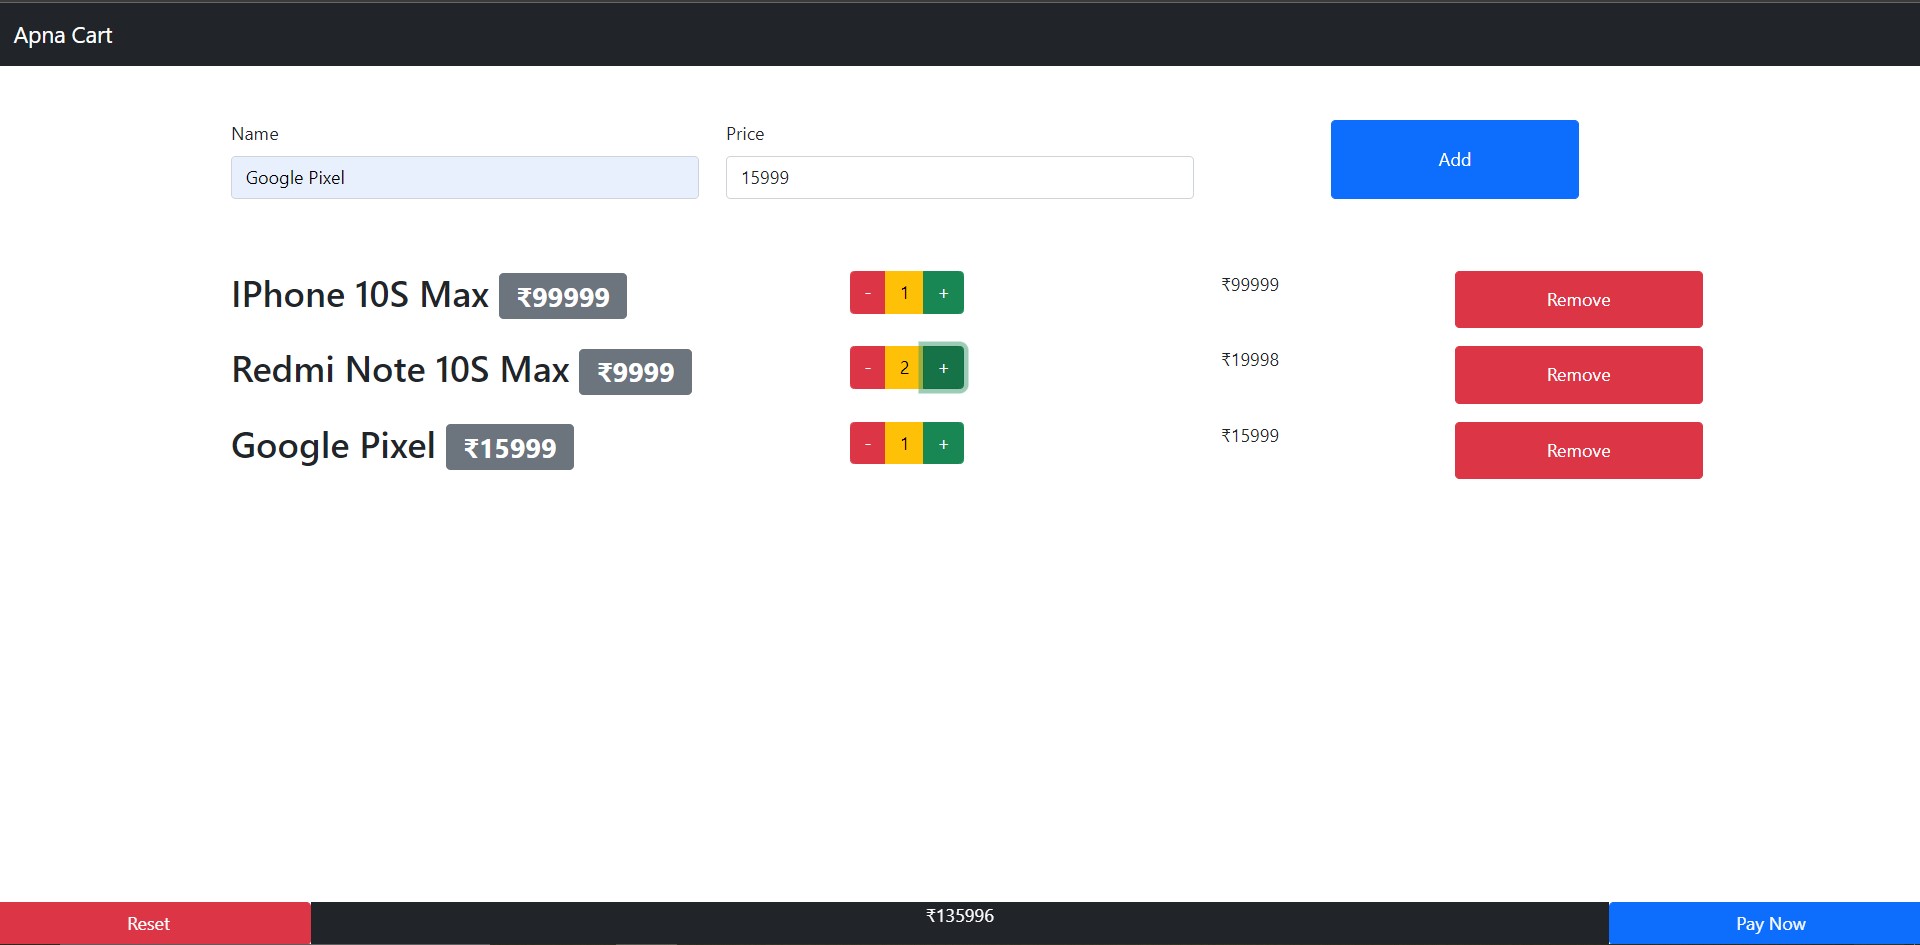 Apna Cart
Name Price Add
Google Pixel 15999
IPhone 10S Max ₹99999 - 1 + ₹99999 Remove
Redmi Note 10S Max ₹9999 - 2 + ₹19998 Remove
Google Pixel ₹15999 - 1 + ₹15999 Remove
Reset ₹135996 Pay Now